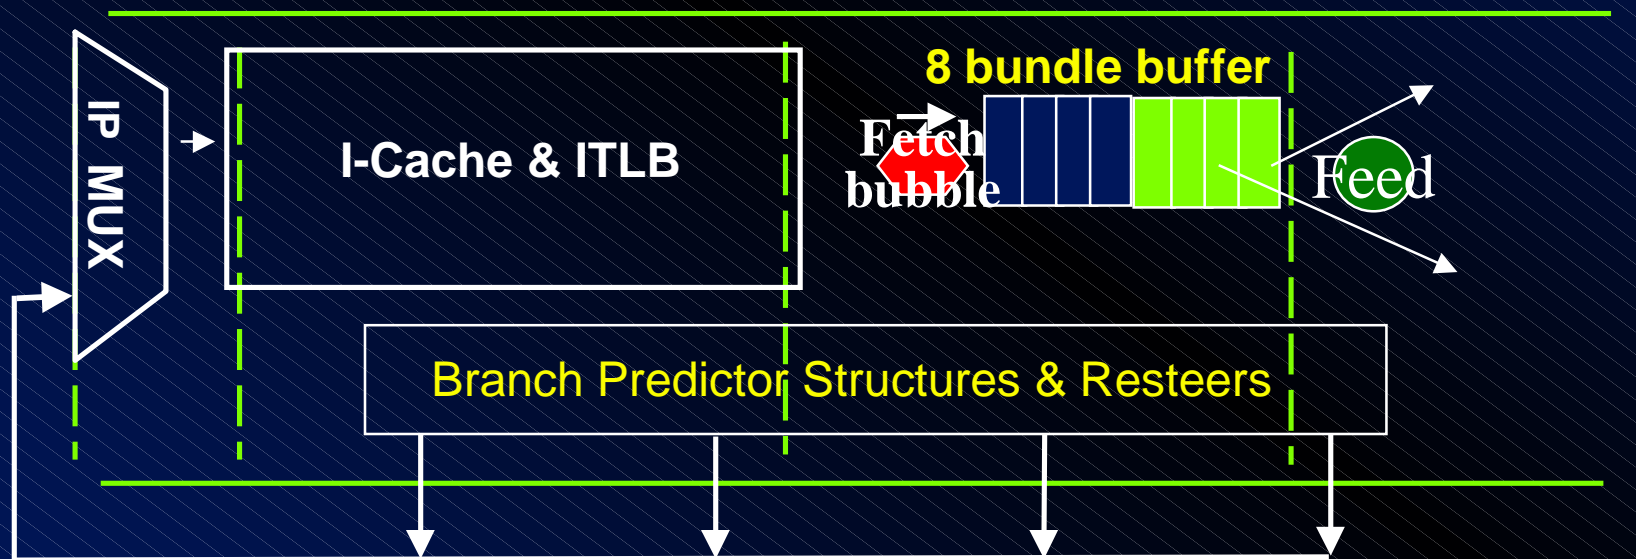 8 bundle buffer
IP MUX
I-Cache & ITLB
Fetch
bubble
Feed
Branch Predictor Structures & Resteers